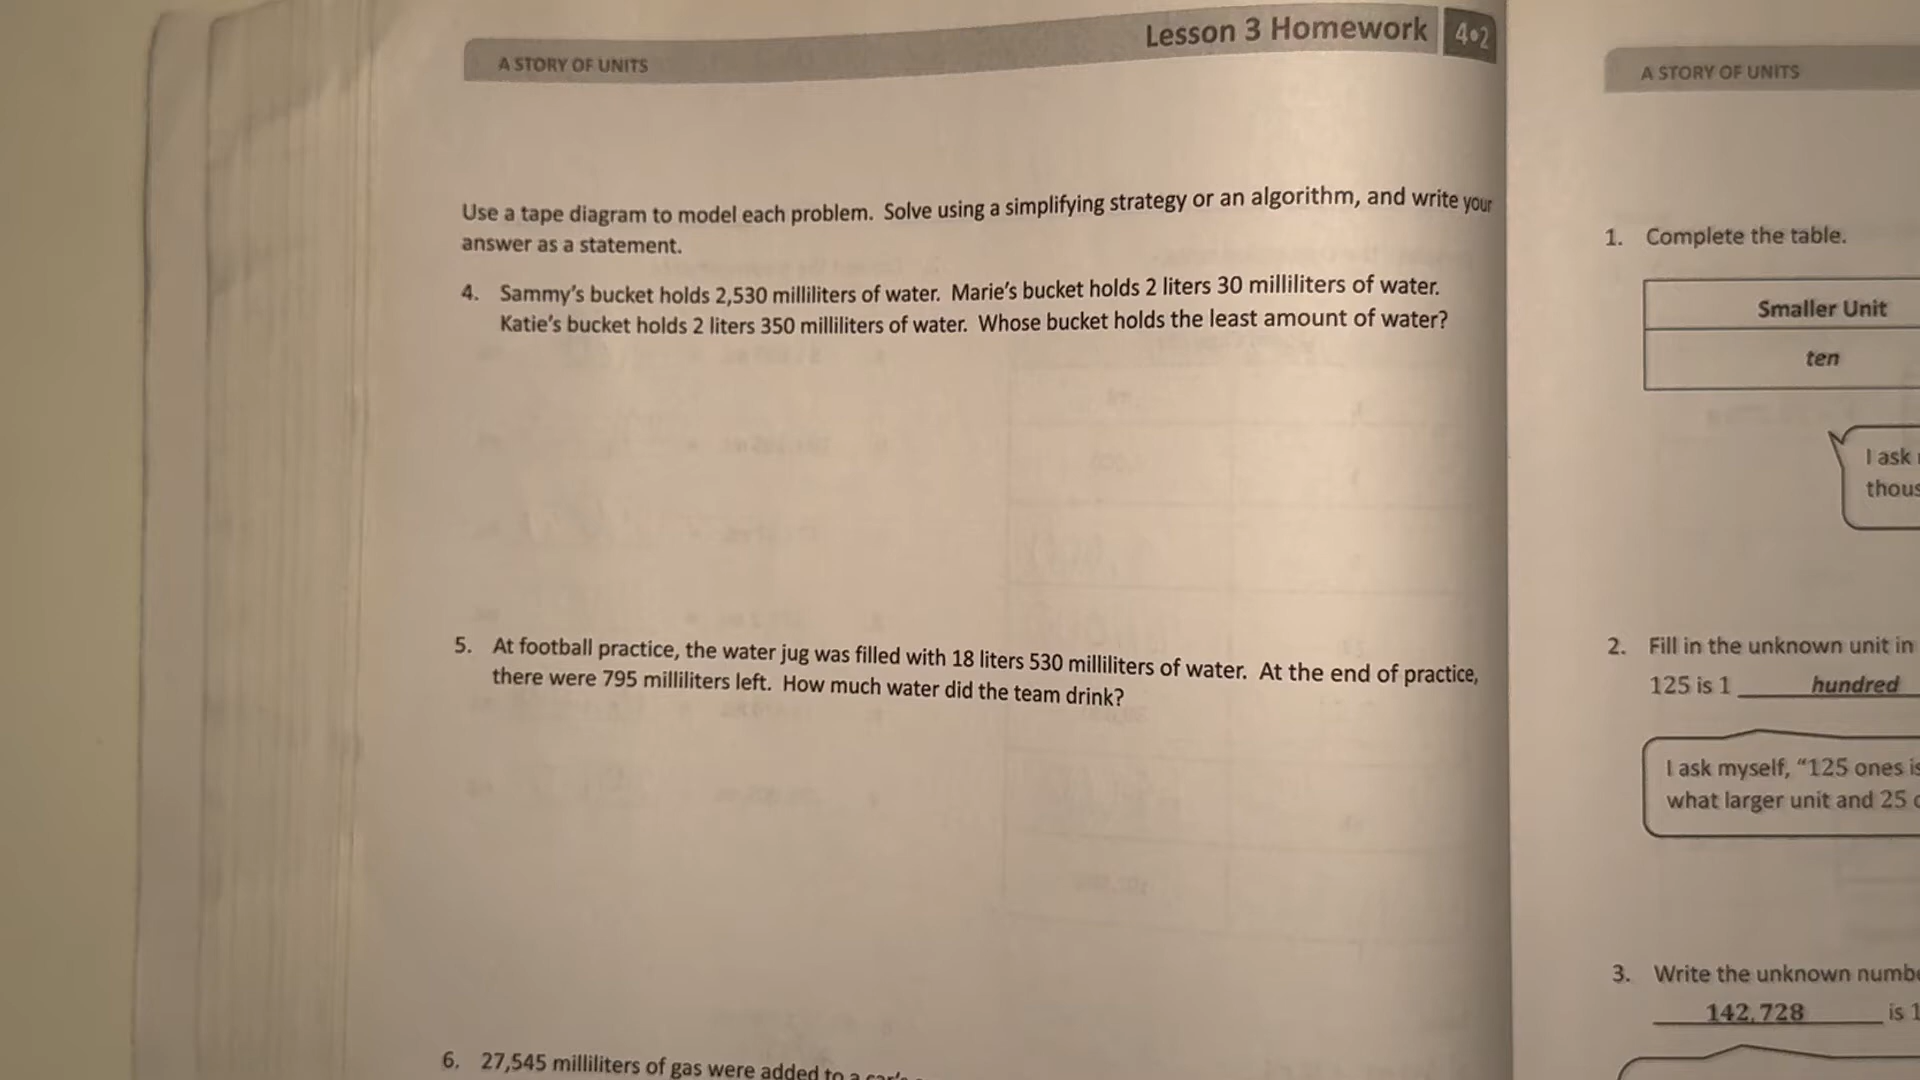 A STORY OF UNITS
Lesson 3 Homework 4•2
Use a tape diagram to model each problem. Solve using a simplifying strategy or an algorithm, and write your
answer as a statement.
4. Sammy's bucket holds 2,530 milliliters of water. Marie's bucket holds 2 liters 30 milliliters of water.
Katie's bucket holds 2 liters 350 milliliters of water. Whose bucket holds the least amount of water?
5. At football practice, the water jug was filled with 18 liters 530 milliliters of water. At the end of practice,
there were 795 milliliters left. How much water did the team drink?
6. 27,545 milliliters of gas were added to a car's
A STORY OF UNITS
1. Complete the table.
Smaller Unit
ten
I ask
thous
2. Fill in the unknown unit in
125 is 1 hundred
I ask myself, "125 ones is
what larger unit and 25
3. Write the unknown numb
142,728 is 1